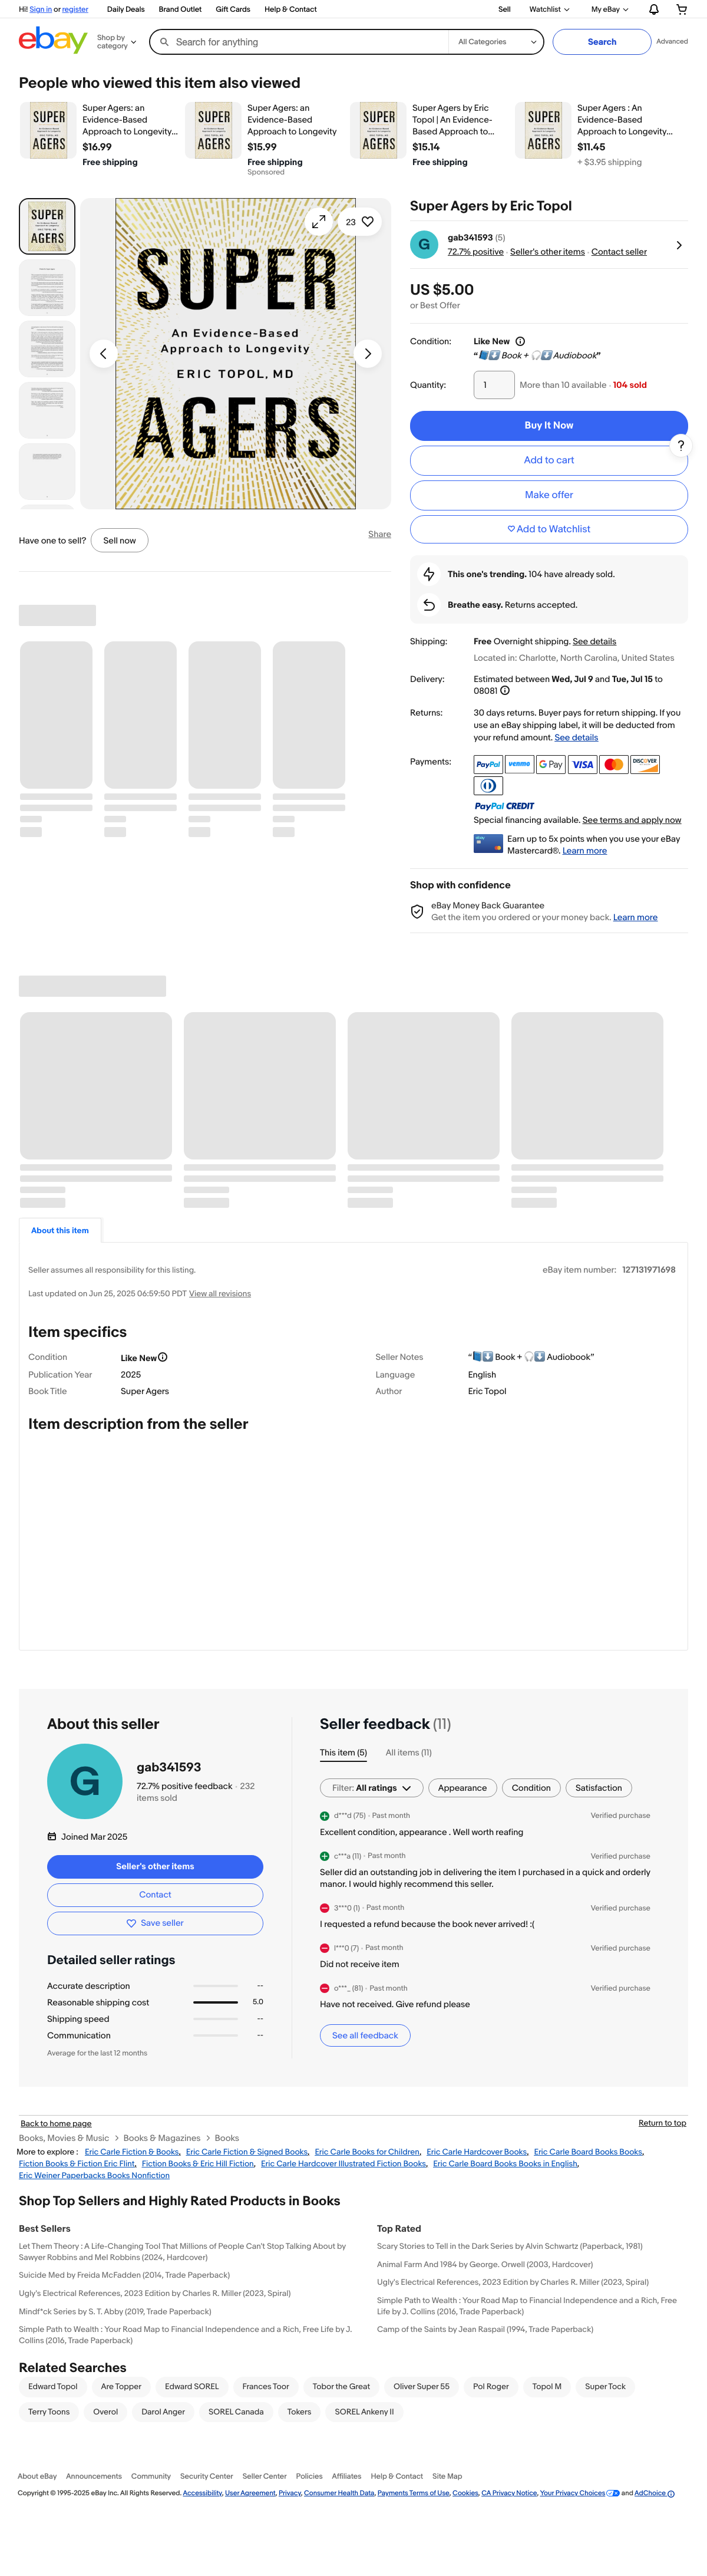 Hi! Sign in or register Daily Deals Brand Outlet Gift Cards Help & Contact Sell Watchlist My eBay
ebay Shop by category Search for anything All Categories Search Advanced
People who viewed this item also viewed
Super Agers: an Evidence-Based Approach to Longevity...
$16.99
Free shipping
Super Agers: an Evidence-Based Approach to Longevity
$15.99
Free shipping
Sponsored
Super Agers by Eric Topol | An Evidence-Based Approach to...
$15.14
Free shipping
Super Agers : An Evidence-Based Approach to Longevity...
$11.45
+ $3.95 shipping
23
SUPER
An Evidence-Based
Approach to Longevity
ERIC TOPOL, MD
AGERS
Have one to sell? Sell now
Share
Super Agers by Eric Topol
G
gab341593 (5)
72.7% positive · Seller's other items · Contact seller
US $5.00
or Best Offer
Condition: Like New
“📘⬇️ Book + 🎧⬇️ Audiobook”
Quantity: 1 More than 10 available · 104 sold
Buy It Now
?
Add to cart
Make offer
Add to Watchlist
This one's trending. 104 have already sold.
Breathe easy. Returns accepted.
Shipping: Free Overnight shipping. See details
Located in: Charlotte, North Carolina, United States
Delivery: Estimated between Wed, Jul 9 and Tue, Jul 15 to
08081
Returns: 30 days returns. Buyer pays for return shipping. If you
use an eBay shipping label, it will be deducted from
your refund amount. See details
Payments: PayPal venmo G Pay VISA mastercard DISCOVER
PayPal CREDIT
Special financing available. See terms and apply now
Earn up to 5x points when you use your eBay
Mastercard®. Learn more
Shop with confidence
eBay Money Back Guarantee
Get the item you ordered or your money back. Learn more
About this item
Seller assumes all responsibility for this listing.
eBay item number: 127131971698
Last updated on Jun 25, 2025 06:59:50 PDT View all revisions
Item specifics
Condition Like New Seller Notes “📘⬇️ Book + 🎧⬇️ Audiobook”
Publication Year 2025 Language English
Book Title Super Agers Author Eric Topol
Item description from the seller
About this seller
G
gab341593
72.7% positive feedback · 232
items sold
Joined Mar 2025
Seller's other items
Contact
Save seller
Detailed seller ratings
Accurate description --
Reasonable shipping cost 5.0
Shipping speed --
Communication --
Average for the last 12 months
Seller feedback (11)
This item (5) All items (11)
Filter: All ratings Appearance Condition Satisfaction
d***d (75) · Past month Verified purchase
Excellent condition, appearance . Well worth reafing
c***a (11) · Past month Verified purchase
Seller did an outstanding job in delivering the item I purchased in a quick and orderly
manor. I would highly recommend this seller.
3***0 (1) · Past month Verified purchase
I requested a refund because the book never arrived! :(
l***0 (7) · Past month Verified purchase
Did not receive item
o***_ (81) · Past month Verified purchase
Have not received. Give refund please
See all feedback
Back to home page Return to top
Books, Movies & Music > Books & Magazines > Books
More to explore : Eric Carle Fiction & Books, Eric Carle Fiction & Signed Books, Eric Carle Books for Children, Eric Carle Hardcover Books, Eric Carle Board Books Books,
Fiction Books & Fiction Eric Flint, Fiction Books & Eric Hill Fiction, Eric Carle Hardcover Illustrated Fiction Books, Eric Carle Board Books Books in English,
Eric Weiner Paperbacks Books Nonfiction
Shop Top Sellers and Highly Rated Products in Books
Best Sellers
Let Them Theory : A Life-Changing Tool That Millions of People Can't Stop Talking About by
Sawyer Robbins and Mel Robbins (2024, Hardcover)
Suicide Med by Freida McFadden (2014, Trade Paperback)
Ugly's Electrical References, 2023 Edition by Charles R. Miller (2023, Spiral)
Mindf*ck Series by S. T. Abby (2019, Trade Paperback)
Simple Path to Wealth : Your Road Map to Financial Independence and a Rich, Free Life by J.
Collins (2016, Trade Paperback)
Top Rated
Scary Stories to Tell in the Dark Series by Alvin Schwartz (Paperback, 1981)
Animal Farm And 1984 by George. Orwell (2003, Hardcover)
Ugly's Electrical References, 2023 Edition by Charles R. Miller (2023, Spiral)
Simple Path to Wealth : Your Road Map to Financial Independence and a Rich, Free
Life by J. Collins (2016, Trade Paperback)
Camp of the Saints by Jean Raspail (1994, Trade Paperback)
Related Searches
Edward Topol Are Topper Edward SOREL Frances Toor Tobor the Great Oliver Super 55 Pol Roger Topol M Super Tock
Terry Toons Overol Darol Anger SOREL Canada Tokers SOREL Ankeny II
About eBay Announcements Community Security Center Seller Center Policies Affiliates Help & Contact Site Map
Copyright © 1995-2025 eBay Inc. All Rights Reserved. Accessibility, User Agreement, Privacy, Consumer Health Data, Payments Terms of Use, Cookies, CA Privacy Notice, Your Privacy Choices and AdChoice